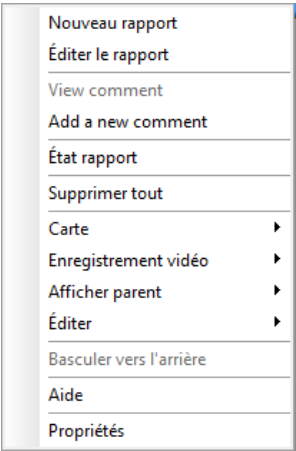 Nouveau rapport
Éditer le rapport
View comment
Add a new comment
État rapport
Supprimer tout
Carte
Enregistrement vidéo
Afficher parent
Éditer
Basculer vers l'arrière
Aide
Propriétés